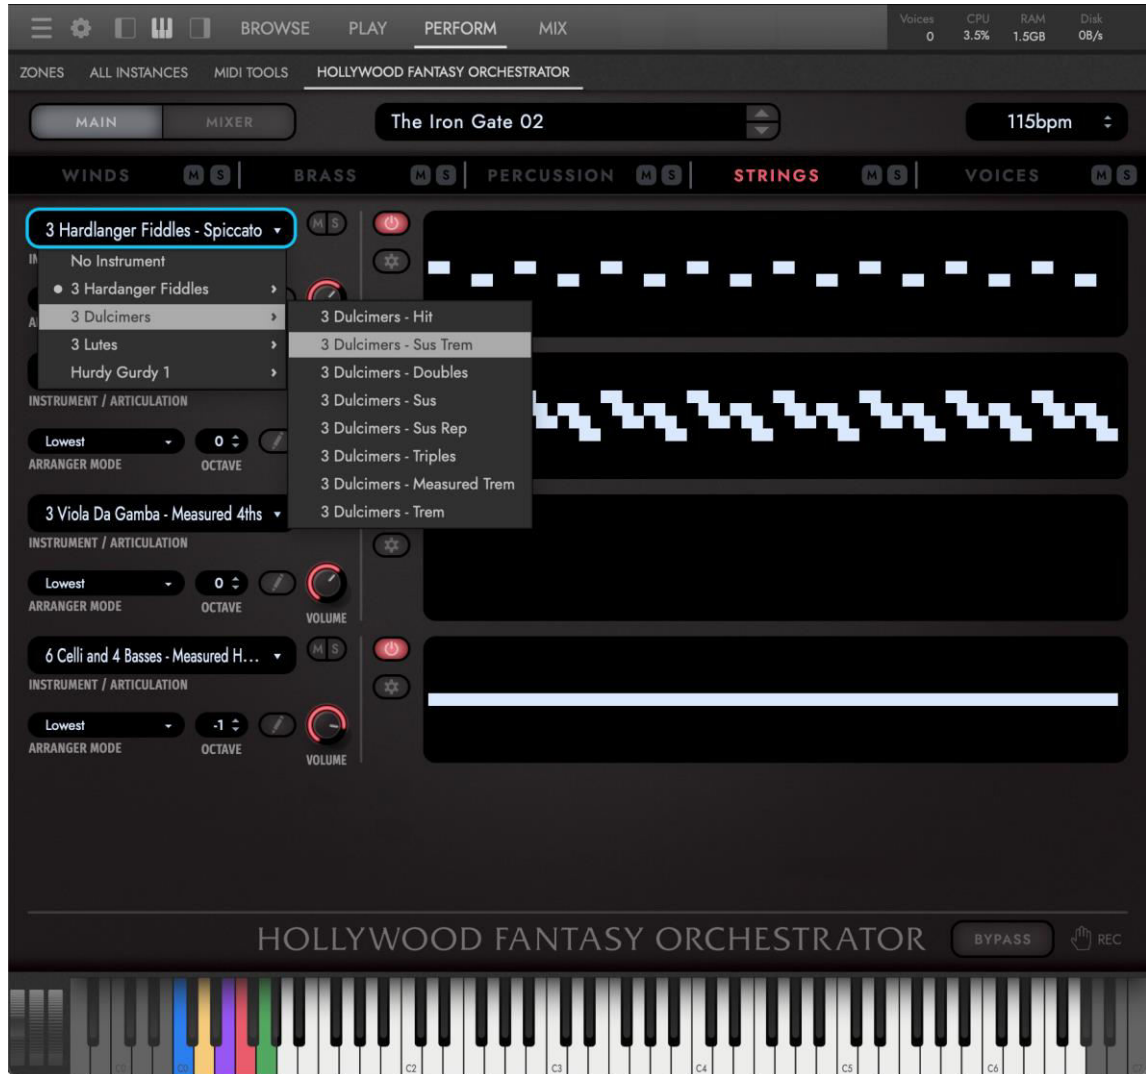 BROWSE PLAY PERFORM MIX Voices CPU RAM Disk
0 3.5% 1.5GB 0B/s
ZONES ALL INSTANCES MIDI TOOLS HOLLYWOOD FANTASY ORCHESTRATOR
MAIN MIXER The Iron Gate 02 115bpm
WINDS M S BRASS M S PERCUSSION M S STRINGS M S VOICES M S
3 Hardlanger Fiddles - Spiccato M S
No Instrument
3 Hardanger Fiddles
3 Dulcimers
3 Lutes
Hurdy Gurdy 1
3 Dulcimers - Hit
3 Dulcimers - Sus Trem
3 Dulcimers - Doubles
3 Dulcimers - Sus
3 Dulcimers - Sus Rep
3 Dulcimers - Triples
3 Dulcimers - Measured Trem
3 Dulcimers - Trem
INSTRUMENT / ARTICULATION
Lowest 0
ARRANGER MODE OCTAVE
3 Viola Da Gamba - Measured 4ths
INSTRUMENT / ARTICULATION
Lowest 0
ARRANGER MODE OCTAVE VOLUME
6 Celli and 4 Basses - Measured H... M S
INSTRUMENT / ARTICULATION
Lowest -1
ARRANGER MODE OCTAVE VOLUME
HOLLYWOOD FANTASY ORCHESTRATOR BYPASS REC
C2 C3 C4 C5 C6